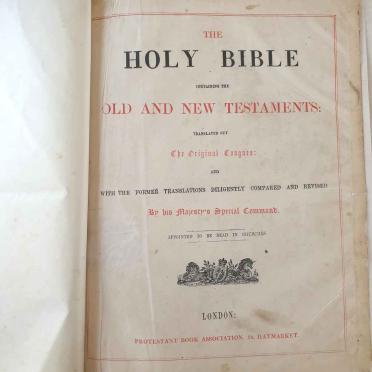 THE
HOLY BIBLE
CONTAINING THE
OLD AND NEW TESTAMENTS:
TRANSLATED OUT
The Original Tongues:
AND
WITH THE FORMER TRANSLATIONS DILIGENTLY COMPARED AND REVISED
By his Majesty's Special Command.
APPOINTED TO BE READ IN CHURCHES
LONDON:
PROTESTANT BOOK ASSOCIATION, HAYMARKET.